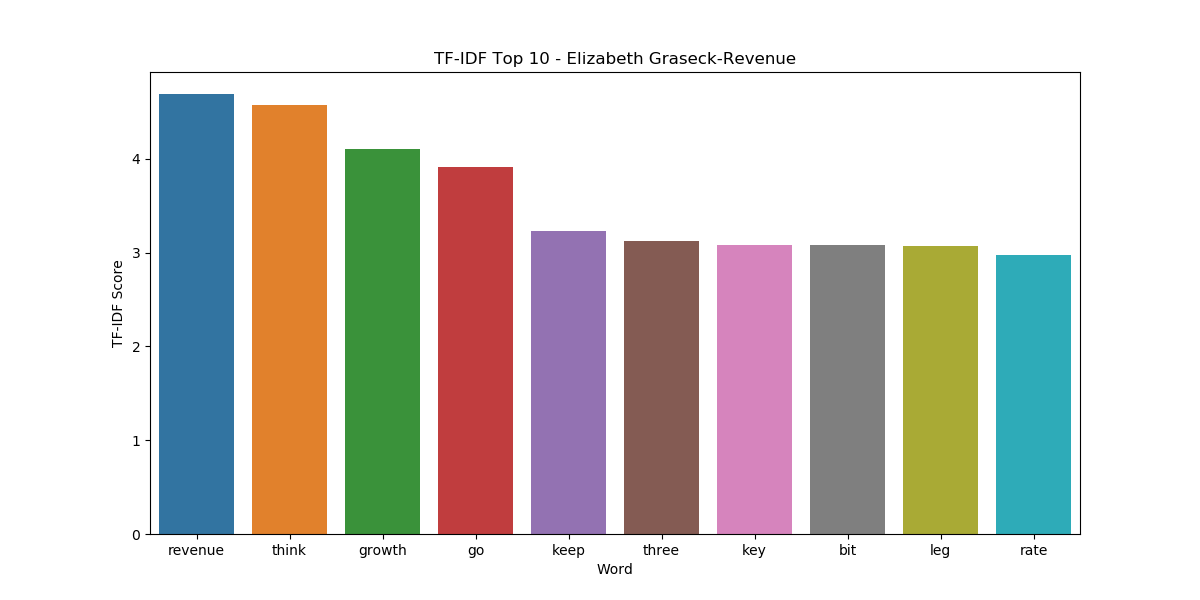 TF-IDF Top 10 - Elizabeth Graseck-Revenue
TF-IDF Score
4
3
2
1
0
revenue think growth go keep three key bit leg rate
Word